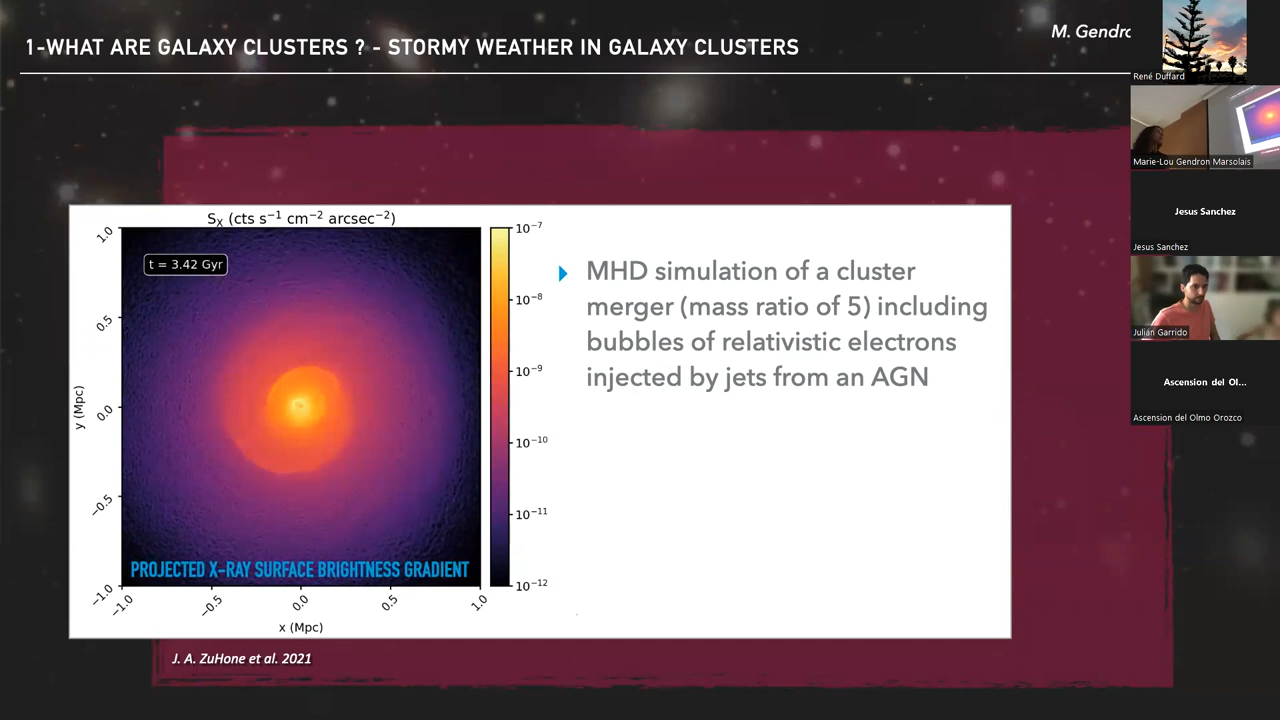 1-WHAT ARE GALAXY CLUSTERS ? - STORMY WEATHER IN GALAXY CLUSTERS
M. Gendro
René Duffard
Marie-Lou Gendron Marsolais
Jesus Sanchez
Jesus Sanchez
Julián Garrido
Ascension del Ol...
Ascension del Olmo Orozco
S_X (cts s⁻¹ cm⁻² arcsec⁻²)
t = 3.42 Gyr
1.0
0.5
0.0
−0.5
−1.0
y (Mpc)
−1.0
−0.5
0.0
0.5
1.0
x (Mpc)
10⁻⁷
10⁻⁸
10⁻⁹
10⁻¹⁰
10⁻¹¹
10⁻¹²
PROJECTED X-RAY SURFACE BRIGHTNESS GRADIENT
MHD simulation of a cluster
merger (mass ratio of 5) including
bubbles of relativistic electrons
injected by jets from an AGN
J. A. ZuHone et al. 2021